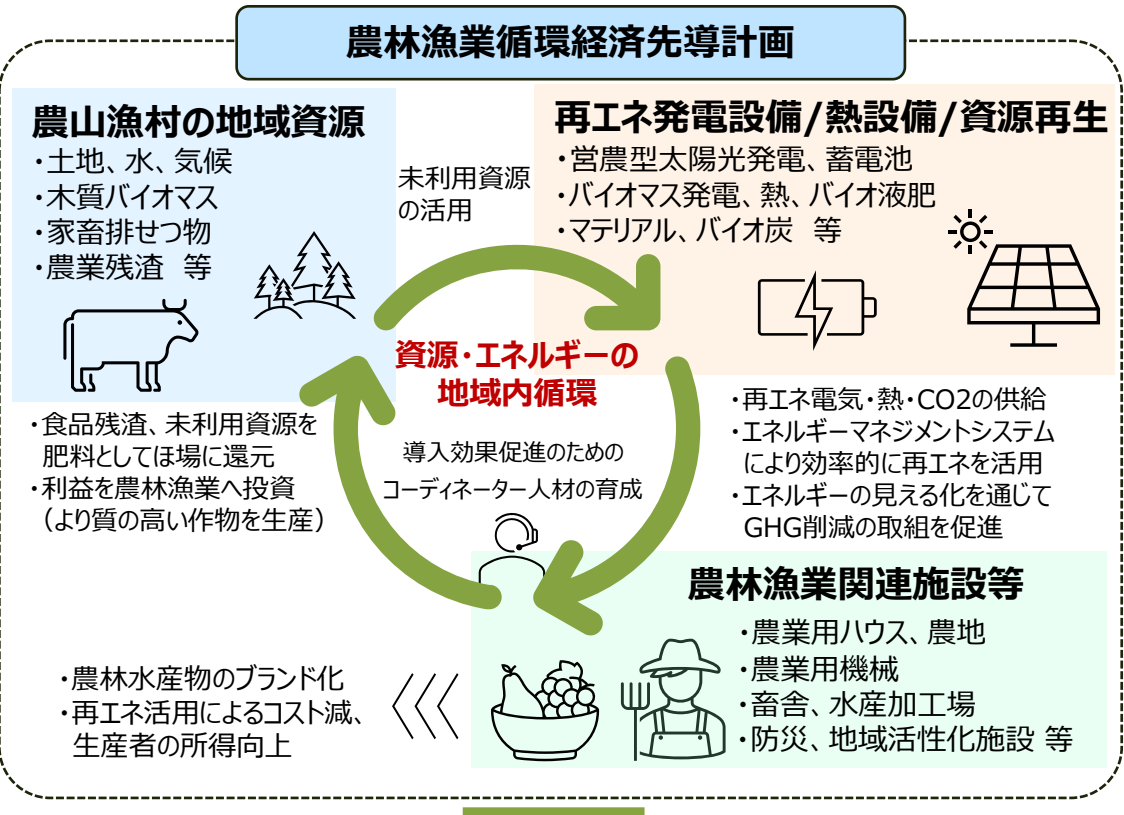 農林漁業循環経済先導計画
農山漁村の地域資源
・土地、水、気候
・木質バイオマス
・家畜排せつ物
・農業残渣 等
未利用資源
の活用
再エネ発電設備/熱設備/資源再生
・営農型太陽光発電、蓄電池
・バイオマス発電、熱、バイオ液肥
・マテリアル、バイオ炭 等
資源・エネルギーの
地域内循環
導入効果促進のための
コーディネーター人材の育成
・食品残渣、未利用資源を
肥料としてほ場に還元
・利益を農林漁業へ投資
（より質の高い作物を生産）
・再エネ電気・熱・CO2の供給
・エネルギーマネジメントシステム
により効率的に再エネを活用
・エネルギーの見える化を通じて
GHG削減の取組を促進
農林漁業関連施設等
・農業用ハウス、農地
・農業用機械
・畜舎、水産加工場
・防災、地域活性化施設 等
・農林水産物のブランド化
・再エネ活用によるコスト減、
生産者の所得向上